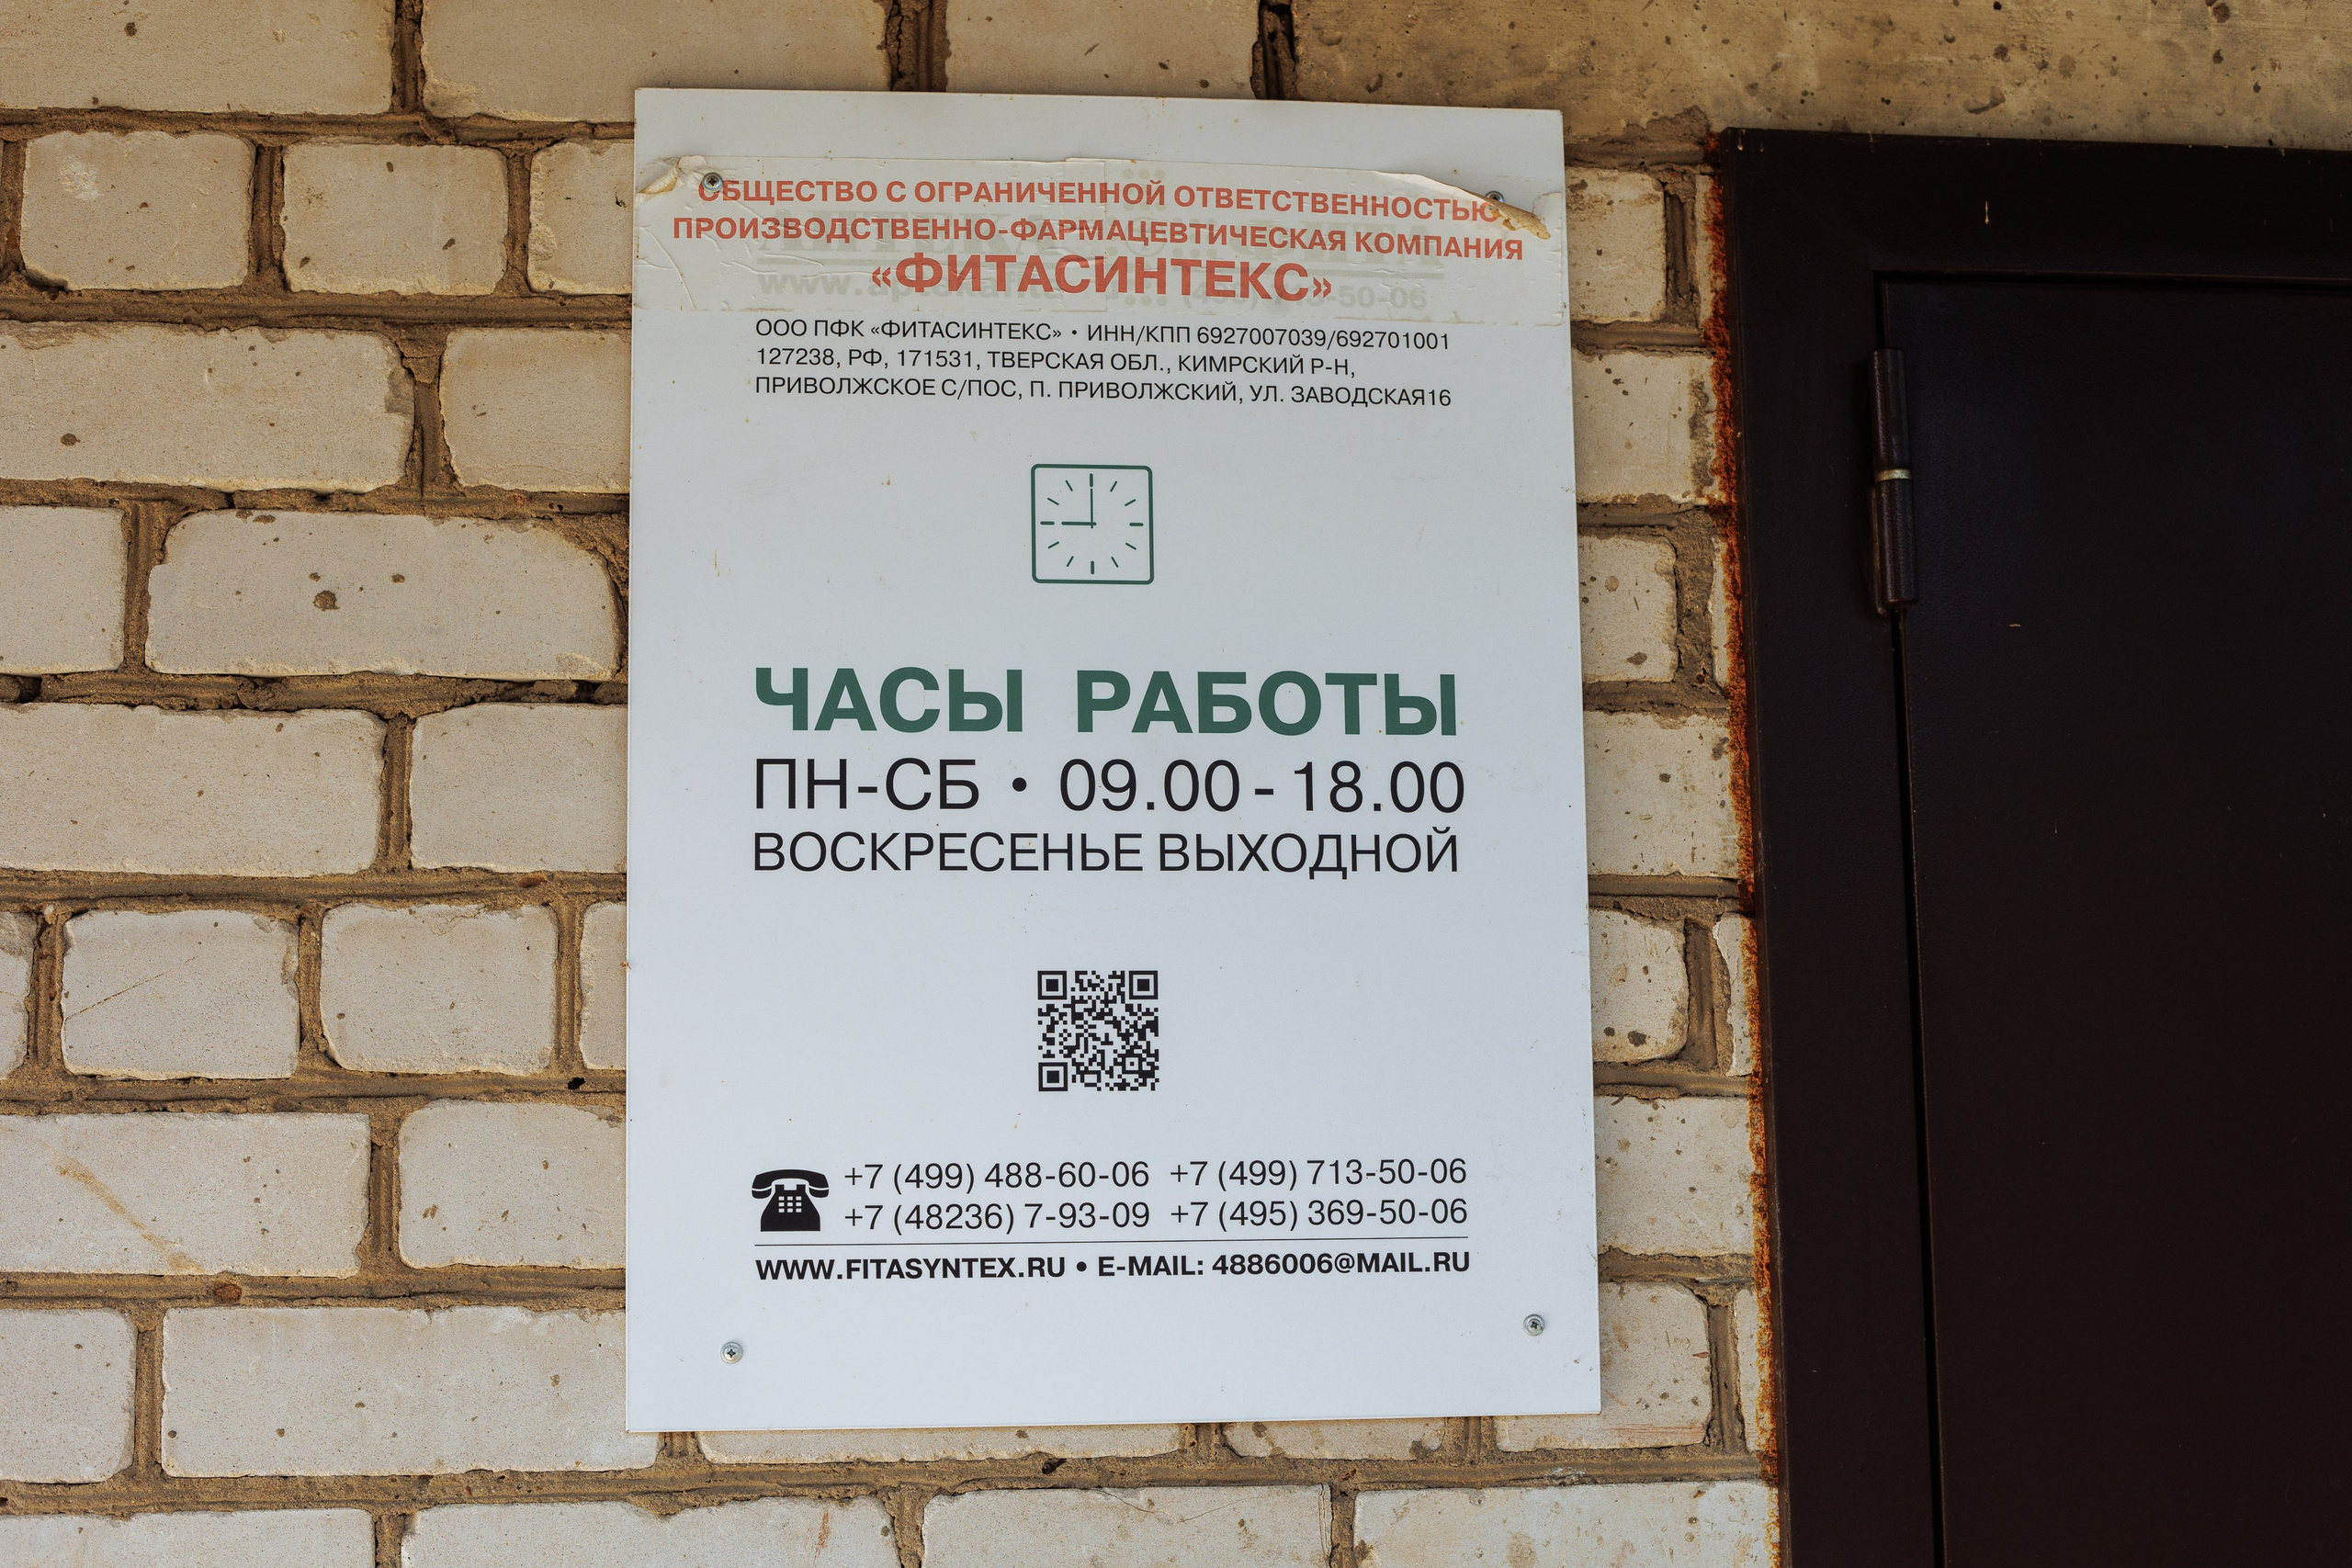 ОБЩЕСТВО С ОГРАНИЧЕННОЙ ОТВЕТСТВЕННОСТЬЮ
ПРОИЗВОДСТВЕННО-ФАРМАЦЕВТИЧЕСКАЯ КОМПАНИЯ
«ФИТАСИНТЕКС»
ООО ПФК «ФИТАСИНТЕКС» • ИНН/КПП 6927007039/692701001
127238, РФ, 171531, ТВЕРСКАЯ ОБЛ., КИМРСКИЙ Р-Н,
ПРИВОЛЖСКОЕ С/ПОС, П. ПРИВОЛЖСКИЙ, УЛ. ЗАВОДСКАЯ16
ЧАСЫ РАБОТЫ
ПН-СБ • 09.00 - 18.00
ВОСКРЕСЕНЬЕ ВЫХОДНОЙ
+7 (499) 488-60-06 +7 (499) 713-50-06
+7 (48236) 7-93-09 +7 (495) 369-50-06
WWW.FITASYNTEX.RU • E-MAIL: 4886006@MAIL.RU